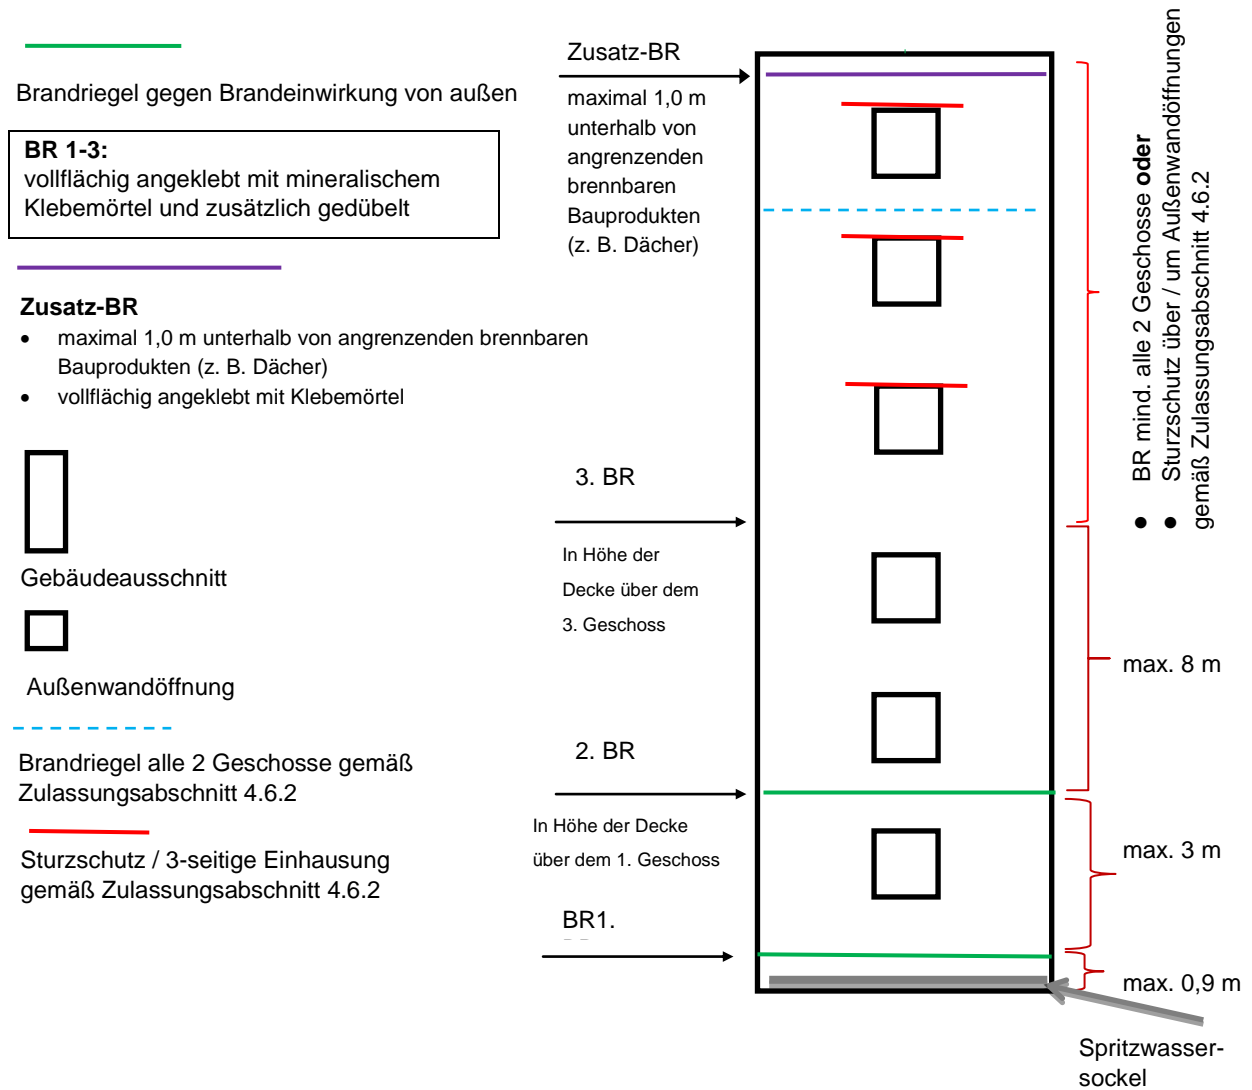 Brandriegel gegen Brandeinwirkung von außen
BR 1-3:
vollflächig angeklebt mit mineralischem
Klebemörtel und zusätzlich gedübelt
Zusatz-BR
• maximal 1,0 m unterhalb von angrenzenden brennbaren
Bauprodukten (z. B. Dächer)
• vollflächig angeklebt mit Klebemörtel
Gebäudeausschnitt
Außenwandöffnung
Brandriegel alle 2 Geschosse gemäß
Zulassungsabschnitt 4.6.2
Sturzschutz / 3-seitige Einhausung
gemäß Zulassungsabschnitt 4.6.2
Zusatz-BR
maximal 1,0 m
unterhalb von
angrenzenden
brennbaren
Bauprodukten
(z. B. Dächer)
3. BR
In Höhe der
Decke über dem
3. Geschoss
2. BR
In Höhe der Decke
über dem 1. Geschoss
BR1.
• BR mind. alle 2 Geschosse oder
• Sturzschutz über / um Außenwandöffnungen
gemäß Zulassungsabschnitt 4.6.2
max. 8 m
max. 3 m
max. 0,9 m
Spritzwasser-
sockel